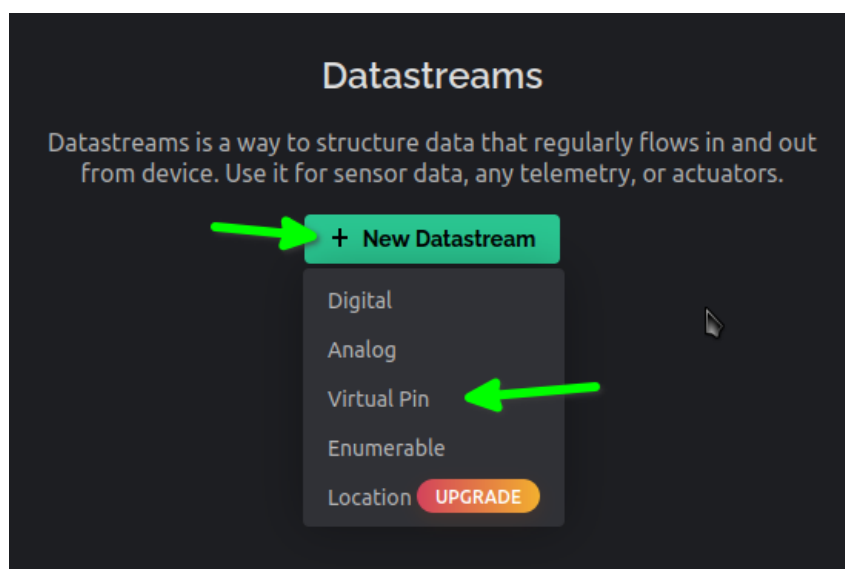 Datastreams
Datastreams is a way to structure data that regularly flows in and out
from device. Use it for sensor data, any telemetry, or actuators.
+ New Datastream
Digital
Analog
Virtual Pin
Enumerable
Location UPGRADE